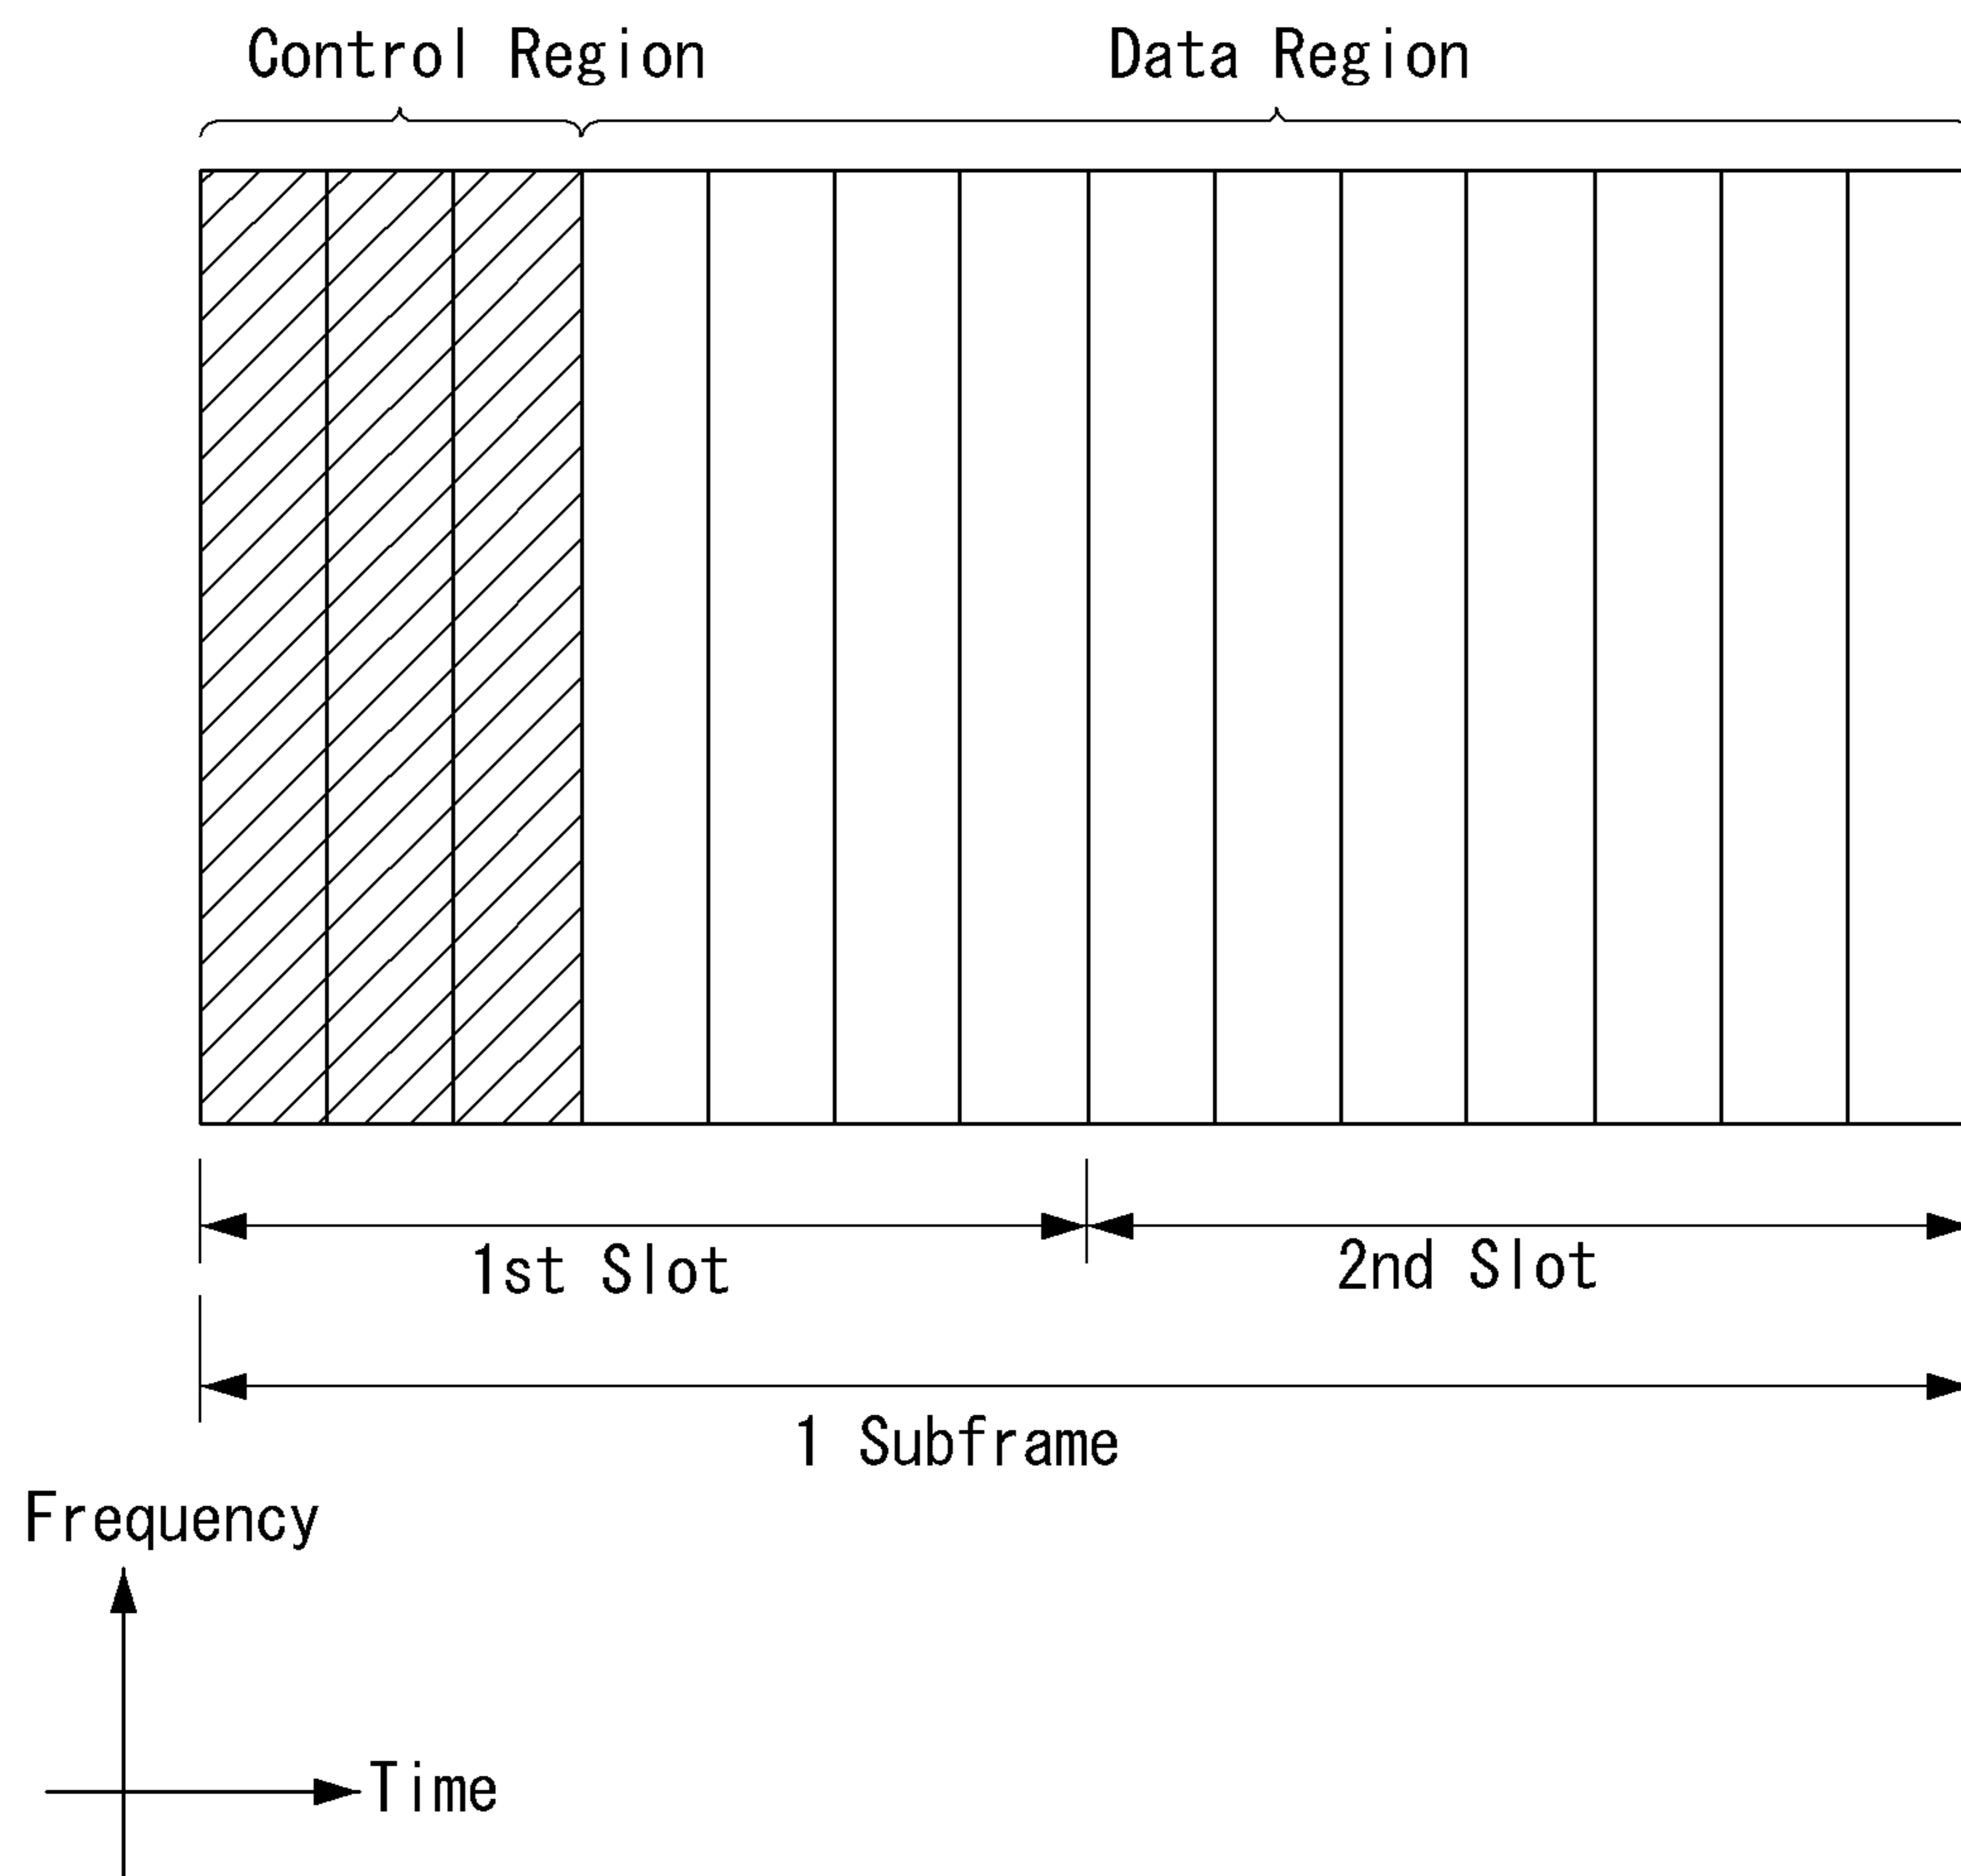 Control Region
Data Region
1st Slot
2nd Slot
1 Subframe
Frequency
Time